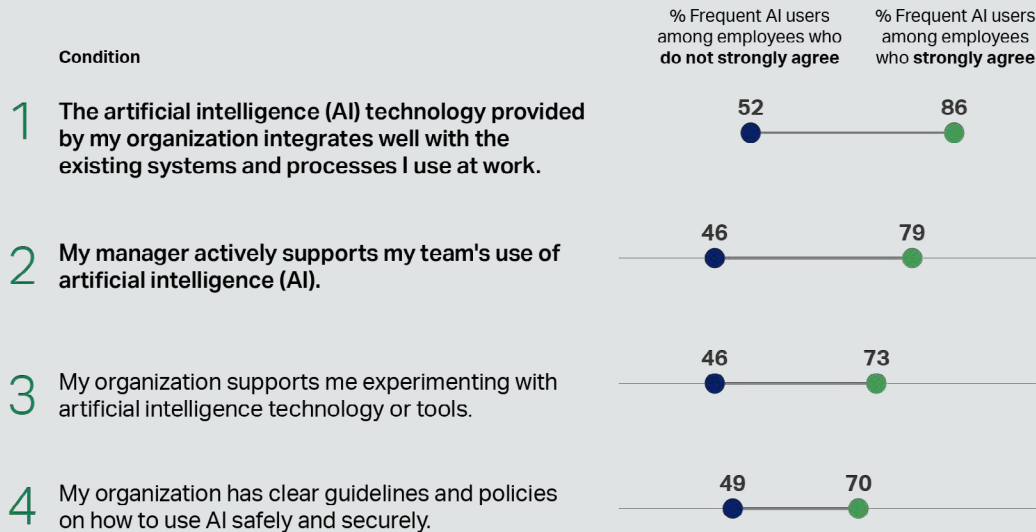 % Frequent AI users
among employees who
do not strongly agree
% Frequent AI users
among employees
who strongly agree
Condition
1
The artificial intelligence (AI) technology provided
by my organization integrates well with the
existing systems and processes I use at work.
52
86
2
My manager actively supports my team's use of
artificial intelligence (AI).
46
79
3
My organization supports me experimenting with
artificial intelligence technology or tools.
46
73
4
My organization has clear guidelines and policies
on how to use AI safely and securely.
49
70